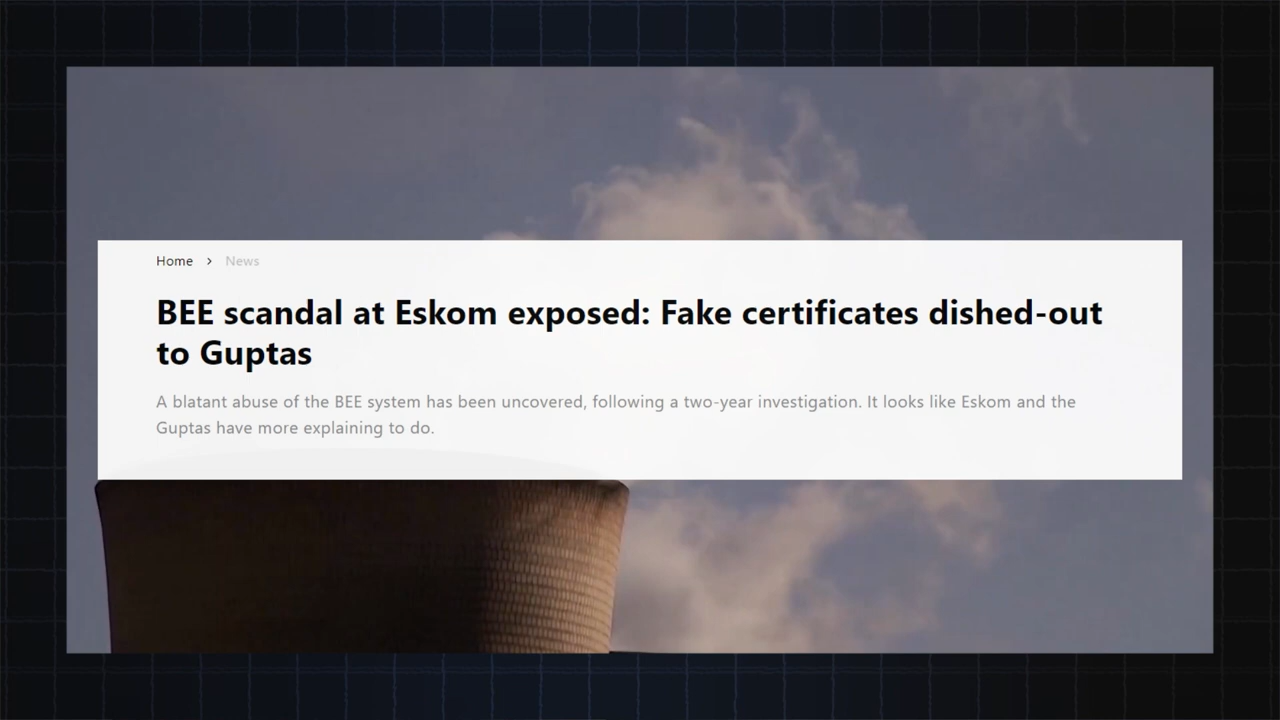 Home > News
BEE scandal at Eskom exposed: Fake certificates dished-out
to Guptas
A blatant abuse of the BEE system has been uncovered, following a two-year investigation. It looks like Eskom and the
Guptas have more explaining to do.